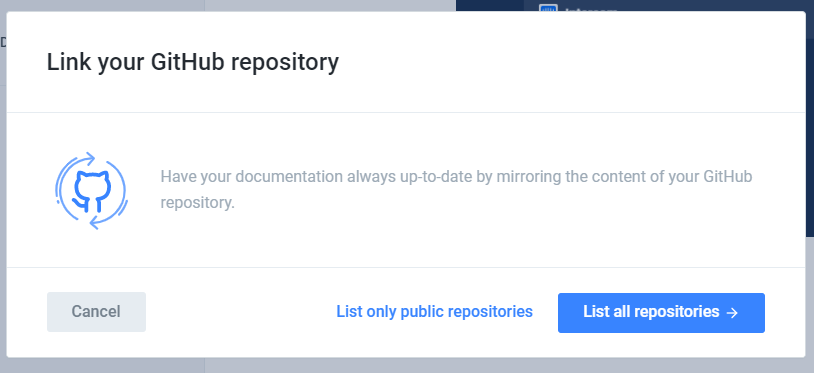 Link your GitHub repository
Have your documentation always up-to-date by mirroring the content of your GitHub
repository.
Cancel
List only public repositories
List all repositories →